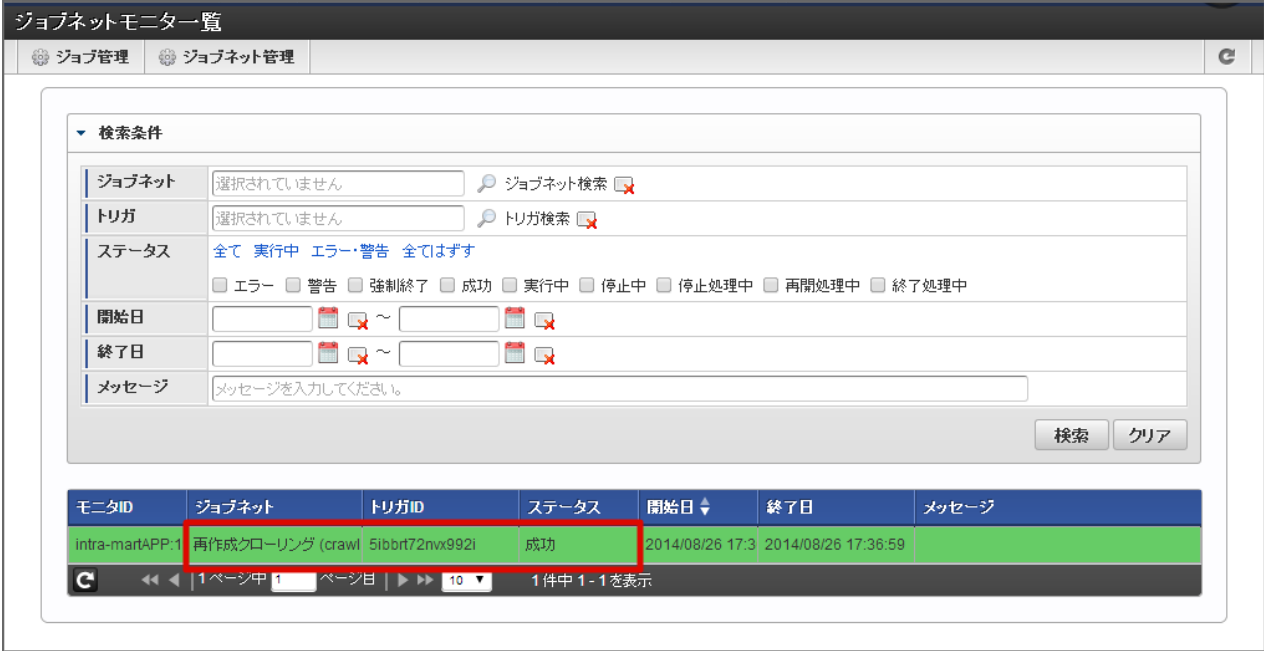 ジョブネットモニター覧
ジョブ管理 ジョブネット管理
検索条件
ジョブネット 選択されていません ジョブネット検索
トリガ 選択されていません トリガ検索
ステータス 全て 実行中 エラー・警告 全てはずす
エラー 警告 強制終了 成功 実行中 停止中 停止処理中 再開処理中 終了処理中
開始日 ～
終了日 ～
メッセージ メッセージを入力してください。
検索 クリア
モニタID ジョブネット トリガID ステータス 開始日 終了日 メッセージ
intra-martAPP:1 再作成クローリング (crawl 5ibbrt72nvx992i 成功 2014/08/26 17:3 2014/08/26 17:36:59
1 ページ中 1 ページ目 10 1 件中 1 - 1 を表示